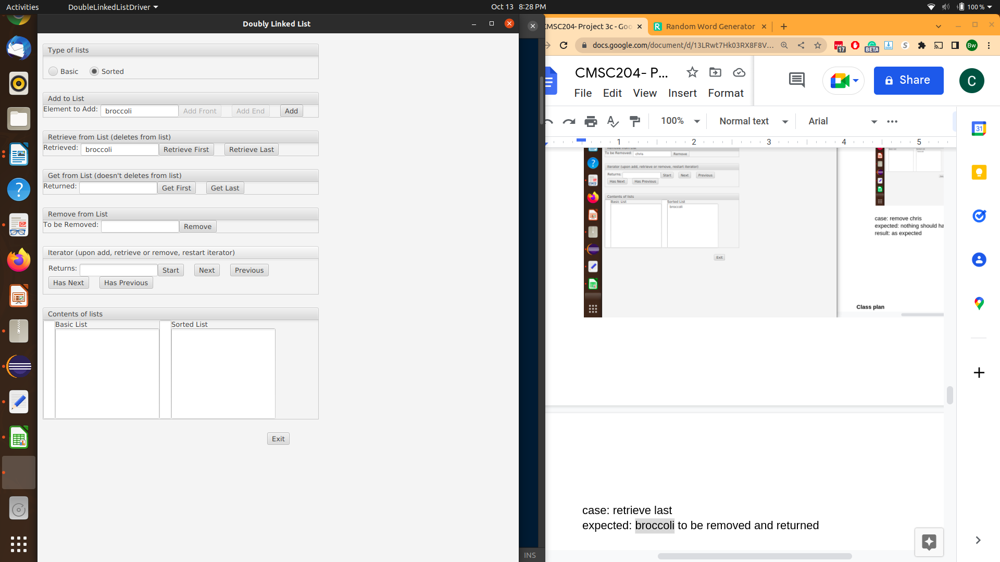 Activities
DoubleLinkedListDriver
Oct 13 8:28 PM
100 %
Doubly Linked List
Type of lists
Basic
Sorted
Add to List
Element to Add: broccoli Add Front Add End Add
Retrieve from List (deletes from list)
Retrieved: broccoli Retrieve First Retrieve Last
Get from List (doesn't deletes from list)
Returned: Get First Get Last
Remove from List
To be Removed: Remove
Iterator (upon add, retrieve or remove, restart iterator)
Returns: Start Next Previous
Has Next Has Previous
Contents of lists
Basic List Sorted List
Exit
INS
CMSC204- Project 3c - Goo
Random Word Generator
docs.google.com/document/d/13LRwt7Hk03RX8F8V...
17
BETA
Bw
CMSC204- P...
File Edit View Insert Format
Share
C
100% Normal text Arial
1 2 3 4 5
31
To be Removed: chris Remove
Iterator (upon add, retrieve or remove, restart iterator)
Returns: Start Next Previous
Has Next Has Previous
Contents of lists
Basic List Sorted List
broccoli
Exit
case: remove chris
expected: nothing should ha
result: as expected
Class plan
case: retrieve last
expected: broccoli to be removed and returned